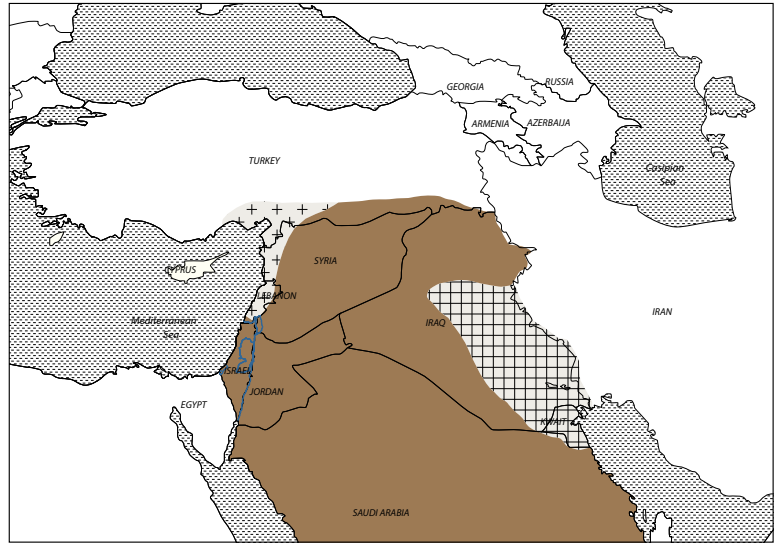 GEORGIA
RUSSIA
ARMENIA
AZERBAIJA
TURKEY
Caspian
Sea
SYRIA
CYPRUS
LEBANON
Mediterranean
Sea
IRAQ
IRAN
ISRAEL
JORDAN
EGYPT
KWAIT
SAUDI ARABIA